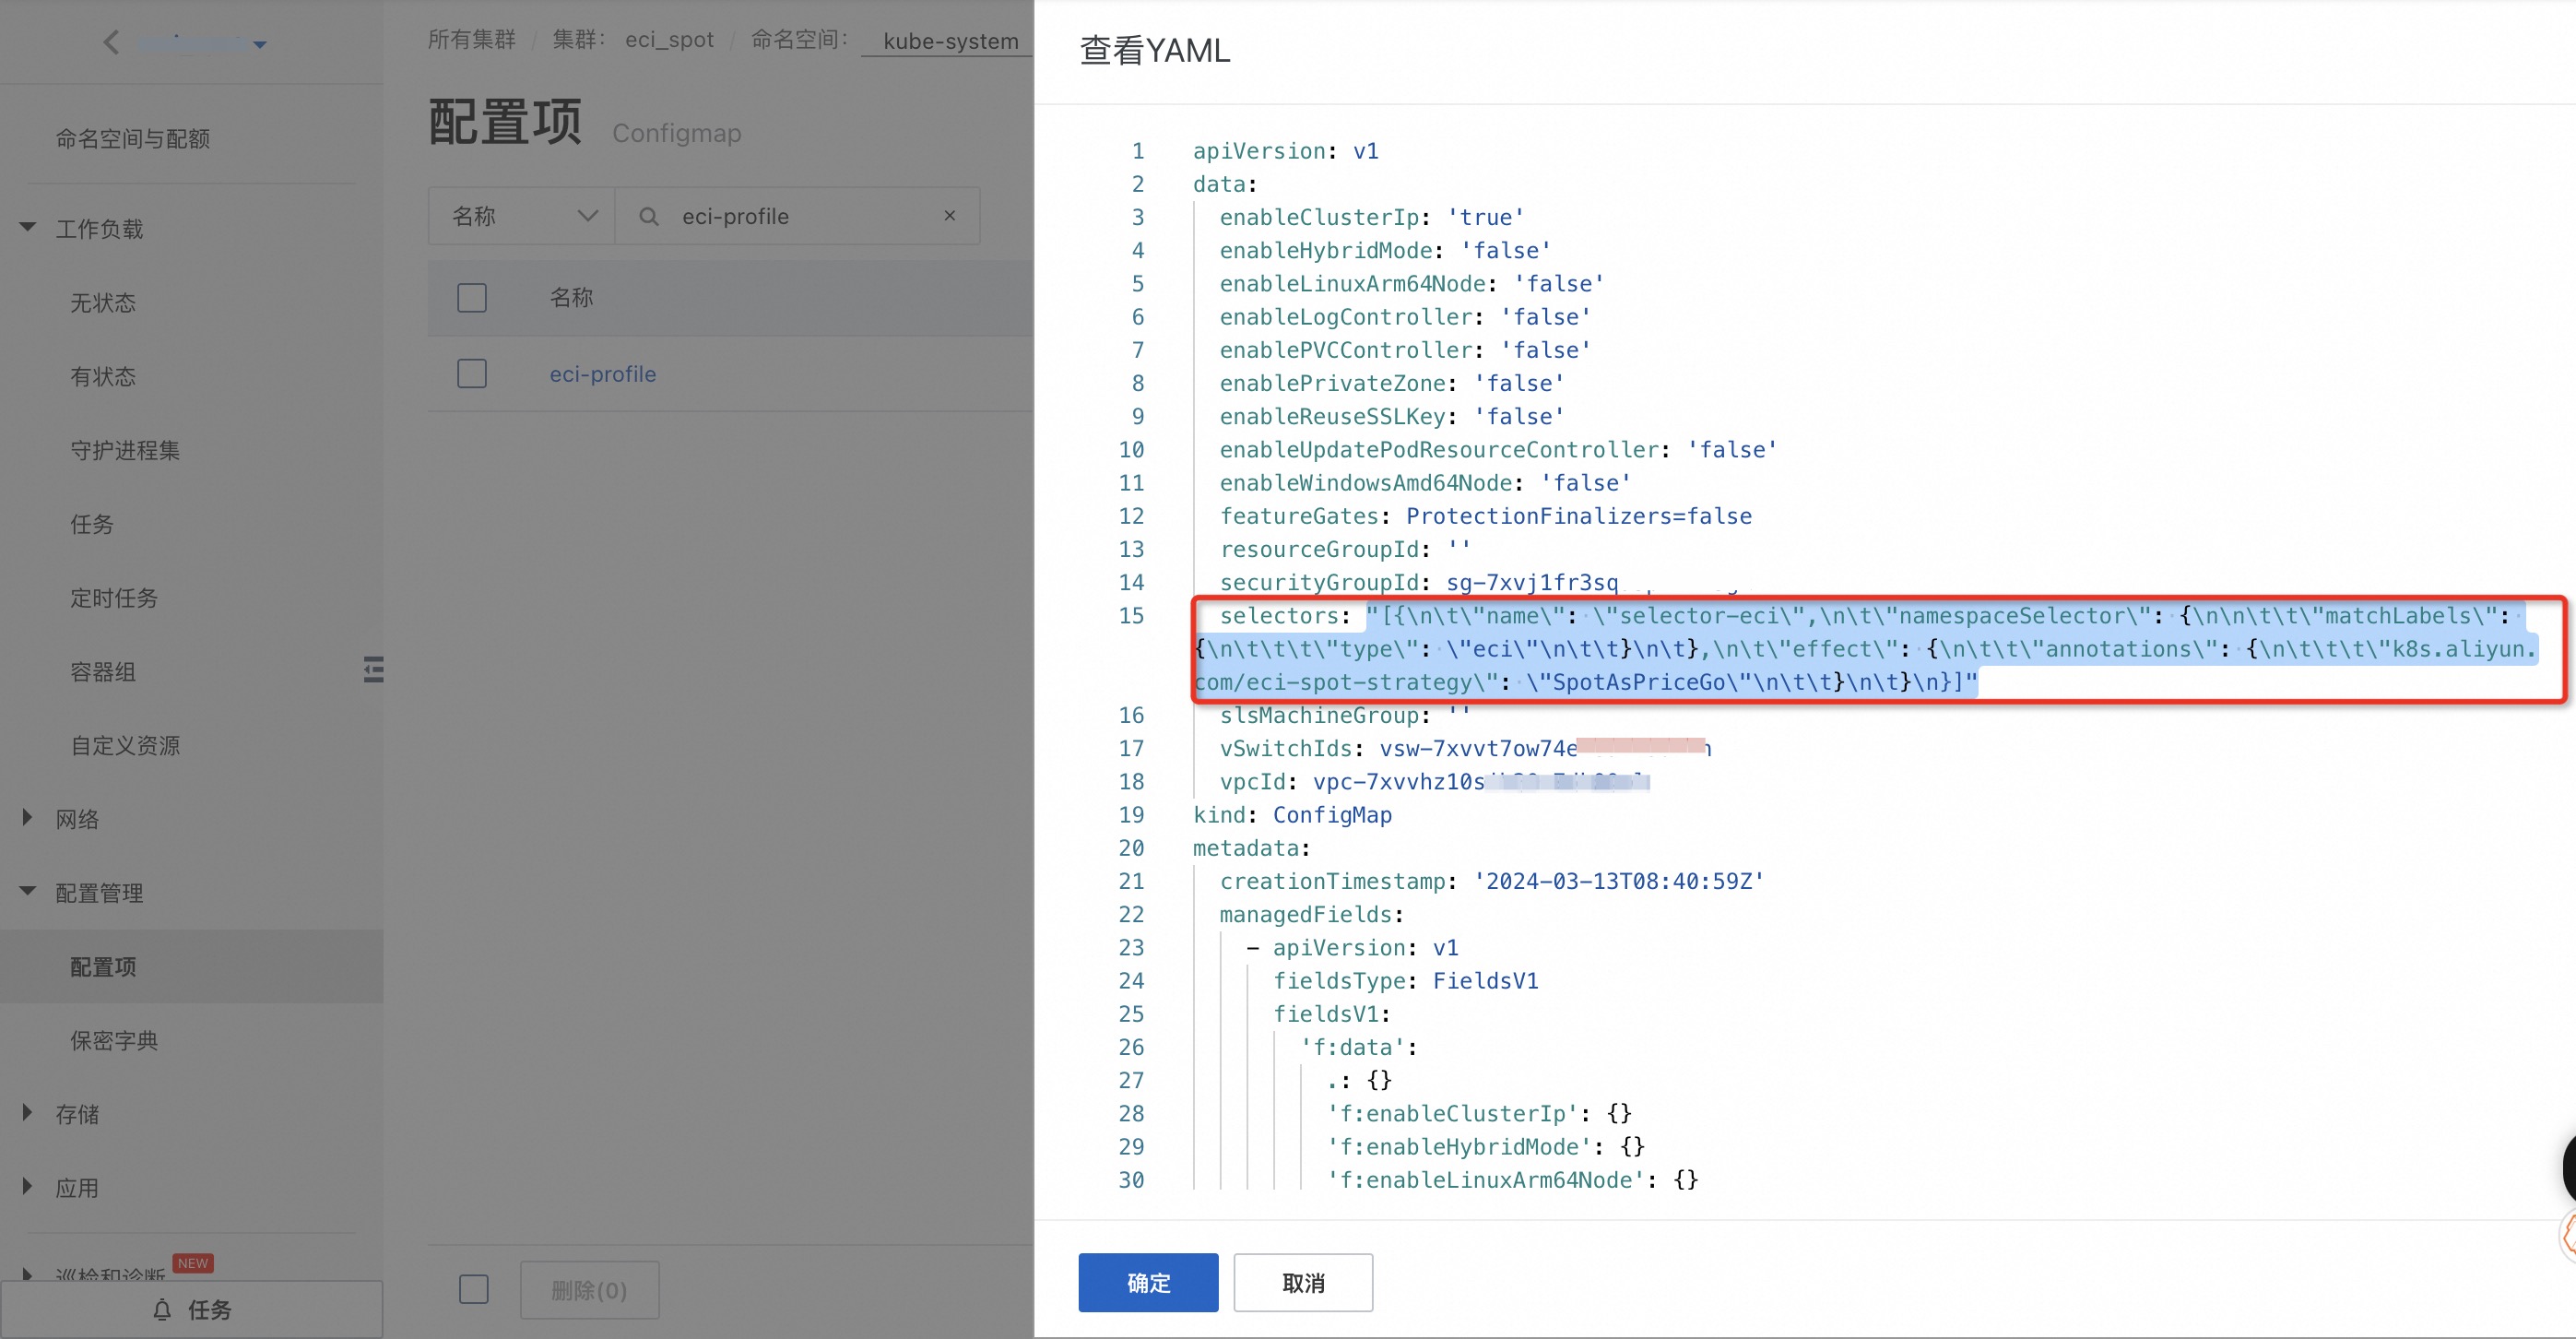 所有集群 / 集群： eci_spot / 命名空间： kube-system
命名空间与配额
工作负载
无状态
有状态
守护进程集
任务
定时任务
容器组
自定义资源
网络
配置管理
配置项
保密字典
存储
应用
巡检和诊断 NEW
任务
配置项 Configmap
名称 eci-profile ×
名称
eci-profile
删除(0)
查看YAML
1 apiVersion: v1
2 data:
3 enableClusterIp: 'true'
4 enableHybridMode: 'false'
5 enableLinuxArm64Node: 'false'
6 enableLogController: 'false'
7 enablePVCController: 'false'
8 enablePrivateZone: 'false'
9 enableReuseSSLKey: 'false'
10 enableUpdatePodResourceController: 'false'
11 enableWindowsAmd64Node: 'false'
12 featureGates: ProtectionFinalizers=false
13 resourceGroupId: ''
14 securityGroupId: sg-7xvj1fr3sq
15 selectors: "[{\n\t\"name\": \"selector-eci\",\n\t\"namespaceSelector\": {\n\n\t\t\"matchLabels\":
{\n\t\t\t\"type\": \"eci\"\n\t\t}\n\t},\n\t\"effect\": {\n\t\t\"annotations\": {\n\t\t\t\"k8s.aliyun.
com/eci-spot-strategy\": \"SpotAsPriceGo\"\n\t\t}\n\t}\n}]"
16 slsMachineGroup: ''
17 vSwitchIds: vsw-7xvvt7ow74e
18 vpcId: vpc-7xvvhz10s
19 kind: ConfigMap
20 metadata:
21 creationTimestamp: '2024-03-13T08:40:59Z'
22 managedFields:
23 - apiVersion: v1
24 fieldsType: FieldsV1
25 fieldsV1:
26 'f:data':
27 .: {}
28 'f:enableClusterIp': {}
29 'f:enableHybridMode': {}
30 'f:enableLinuxArm64Node': {}
确定 取消